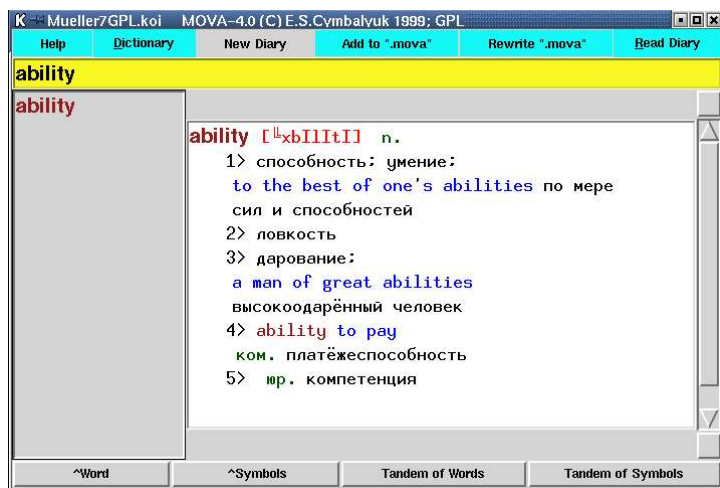 K Mueller7GPL.koi MOVA-4.0 (C) E.S.Cymbalyuk 1999; GPL
Help Dictionary New Diary Add to ".mova" Rewrite ".mova" Read Diary
ability
ability
ability [╚xbIlItI] n.
1> способность; умение;
to the best of one's abilities по мере
сил и способностей
2> ловкость
3> дарование;
a man of great abilities
высокоодарённый человек
4> ability to pay
ком. платёжеспособность
5> юр. компетенция
^Word ^Symbols Tandem of Words Tandem of Symbols